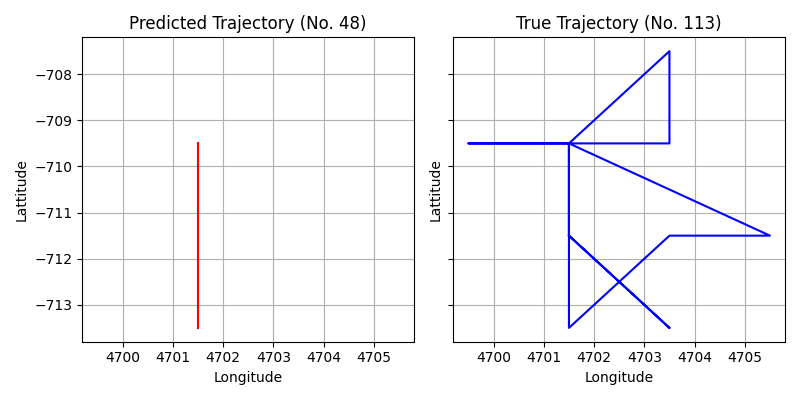 Predicted Trajectory (No. 48)
−708
−709
−710
−711
−712
−713
Lattitude
4700 4701 4702 4703 4704 4705
Longitude
True Trajectory (No. 113)
Lattitude
4700 4701 4702 4703 4704 4705
Longitude